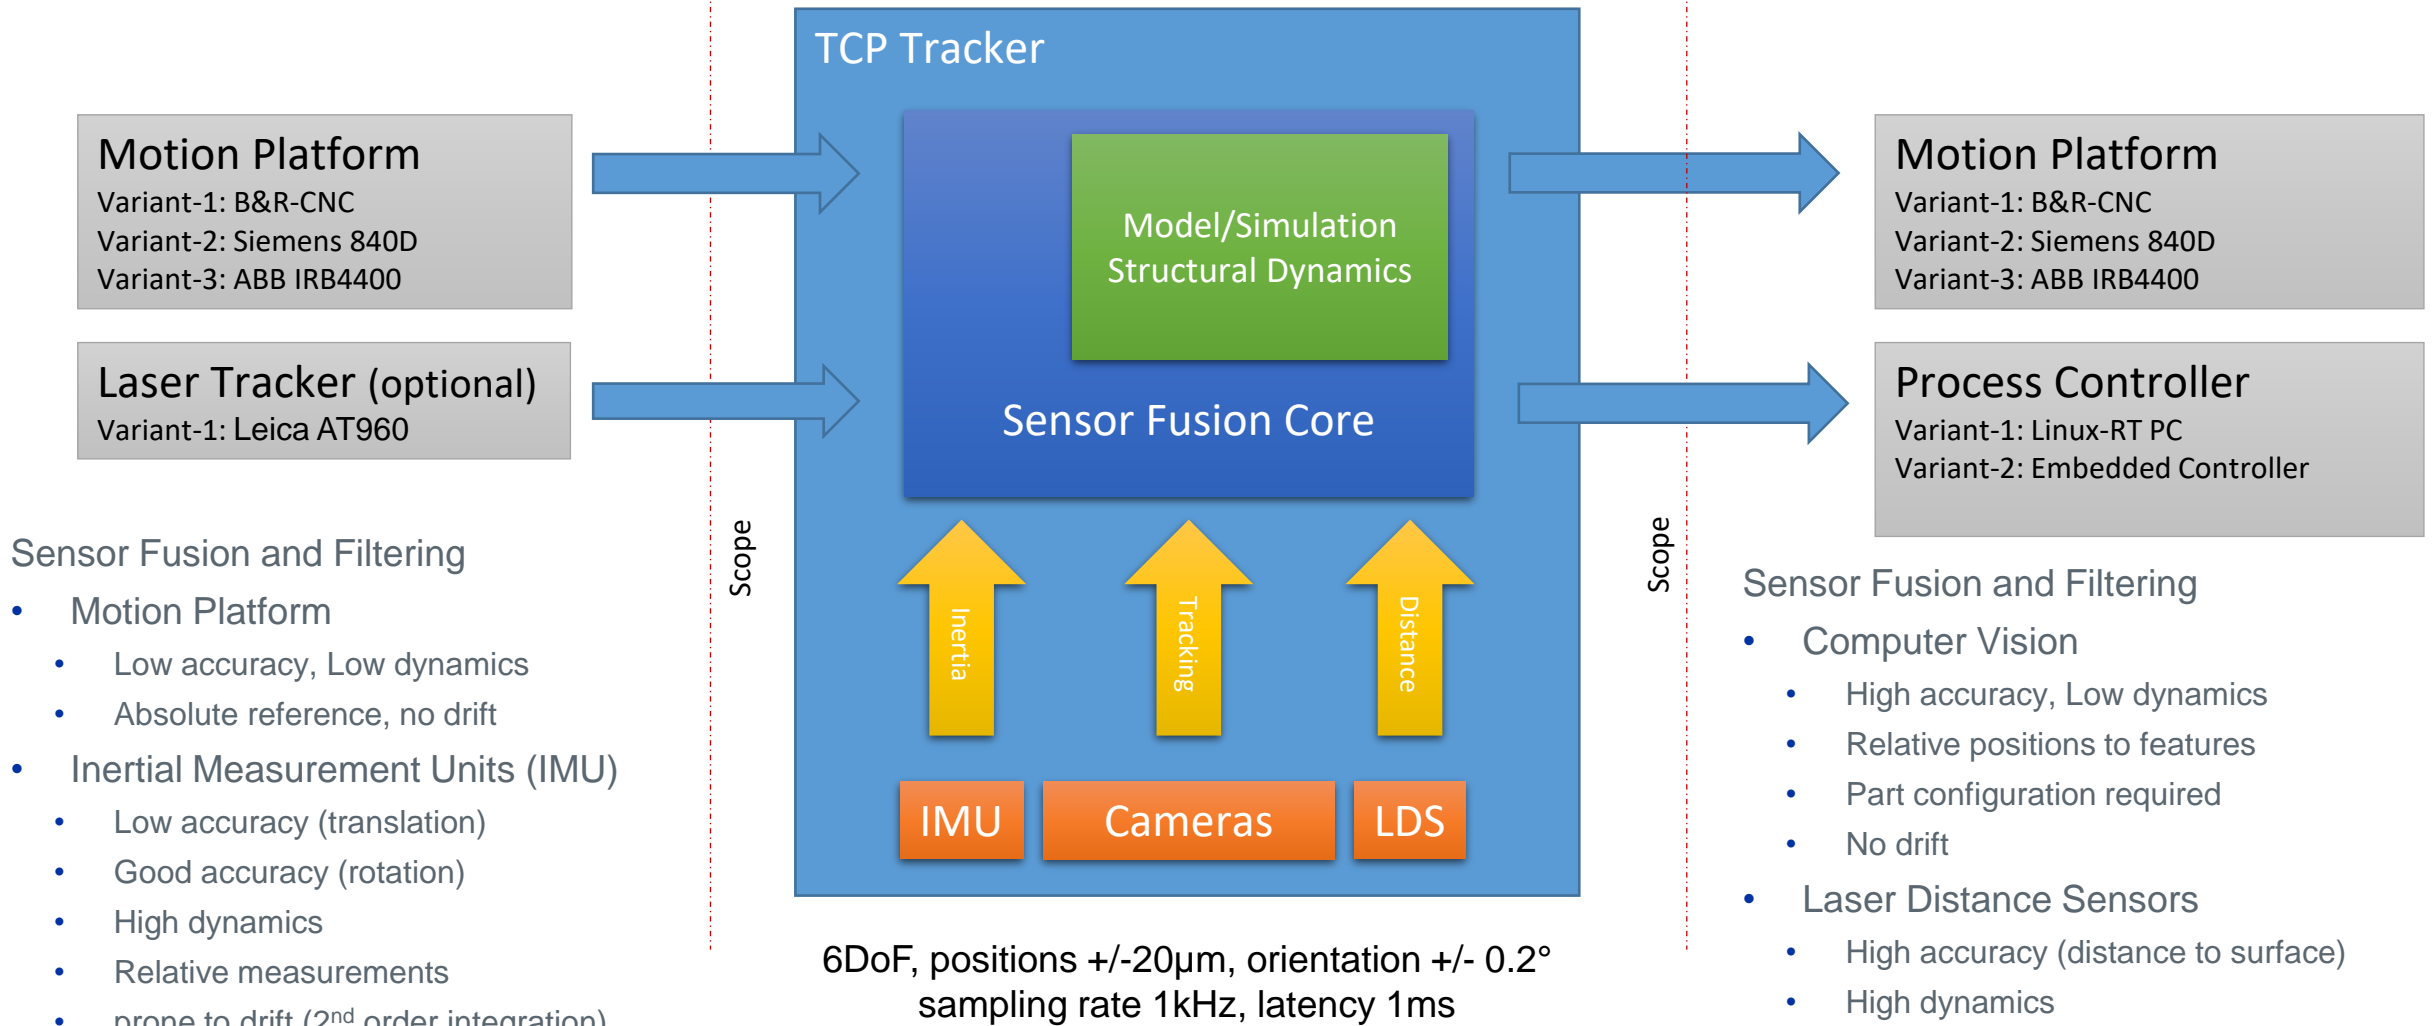 TCP Tracker
Motion Platform
Variant-1: B&R-CNC
Variant-2: Siemens 840D
Variant-3: ABB IRB4400
Laser Tracker (optional)
Variant-1: Leica AT960
Model/Simulation
Structural Dynamics
Sensor Fusion Core
Motion Platform
Variant-1: B&R-CNC
Variant-2: Siemens 840D
Variant-3: ABB IRB4400
Process Controller
Variant-1: Linux-RT PC
Variant-2: Embedded Controller
Scope
Scope
Inertia
Tracking
Distance
IMU
Cameras
LDS
6DoF, positions +/-20µm, orientation +/- 0.2°
sampling rate 1kHz, latency 1ms
Sensor Fusion and Filtering
• Motion Platform
• Low accuracy, Low dynamics
• Absolute reference, no drift
• Inertial Measurement Units (IMU)
• Low accuracy (translation)
• Good accuracy (rotation)
• High dynamics
• Relative measurements
• prone to drift (2nd order integration)
Sensor Fusion and Filtering
• Computer Vision
• High accuracy, Low dynamics
• Relative positions to features
• Part configuration required
• No drift
• Laser Distance Sensors
• High accuracy (distance to surface)
• High dynamics